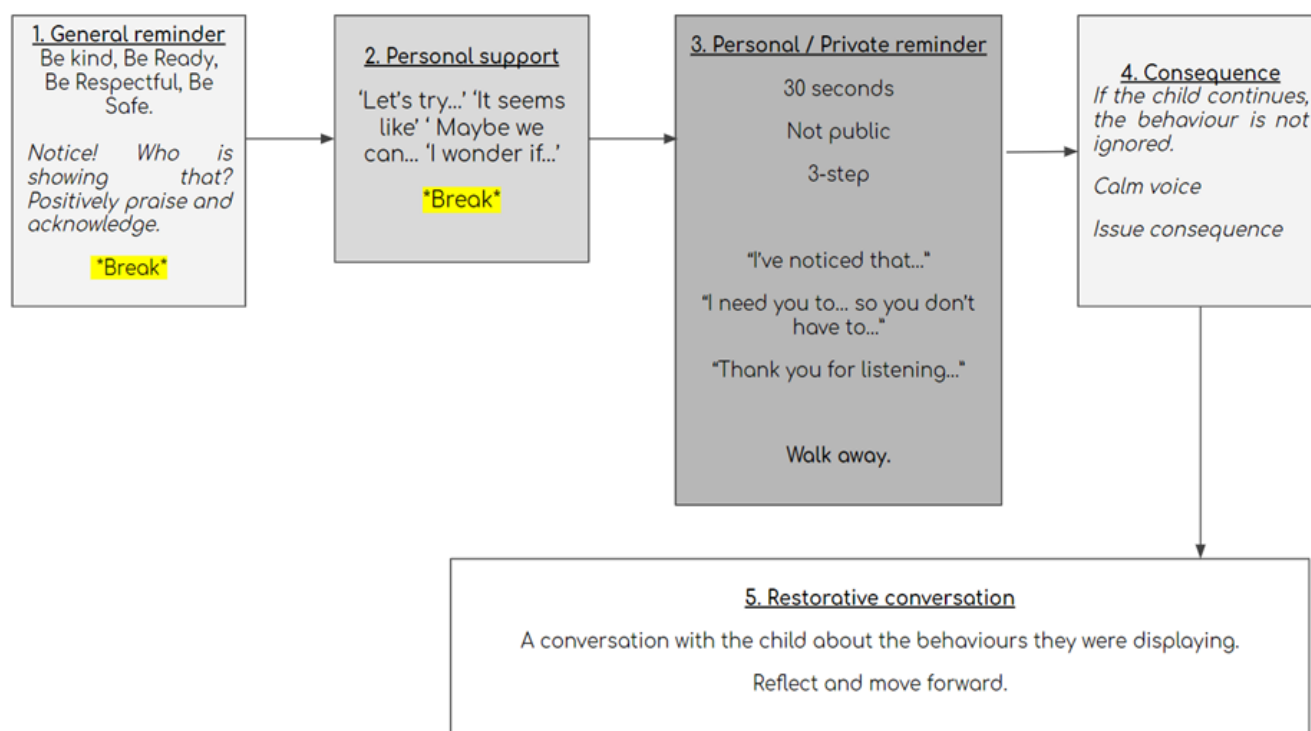 1. General reminder
Be kind, Be Ready,
Be Respectful, Be
Safe.
Notice! Who is
showing that?
Positively praise and
acknowledge.
*Break*
2. Personal support
‘Let’s try...’ ‘It seems
like’ ‘ Maybe we
can... ‘I wonder if...’
*Break*
3. Personal / Private reminder
30 seconds
Not public
3-step
“I’ve noticed that...”
“I need you to... so you don’t
have to...”
“Thank you for listening...”
Walk away.
4. Consequence
If the child continues,
the behaviour is not
ignored.
Calm voice
Issue consequence
5. Restorative conversation
A conversation with the child about the behaviours they were displaying.
Reflect and move forward.